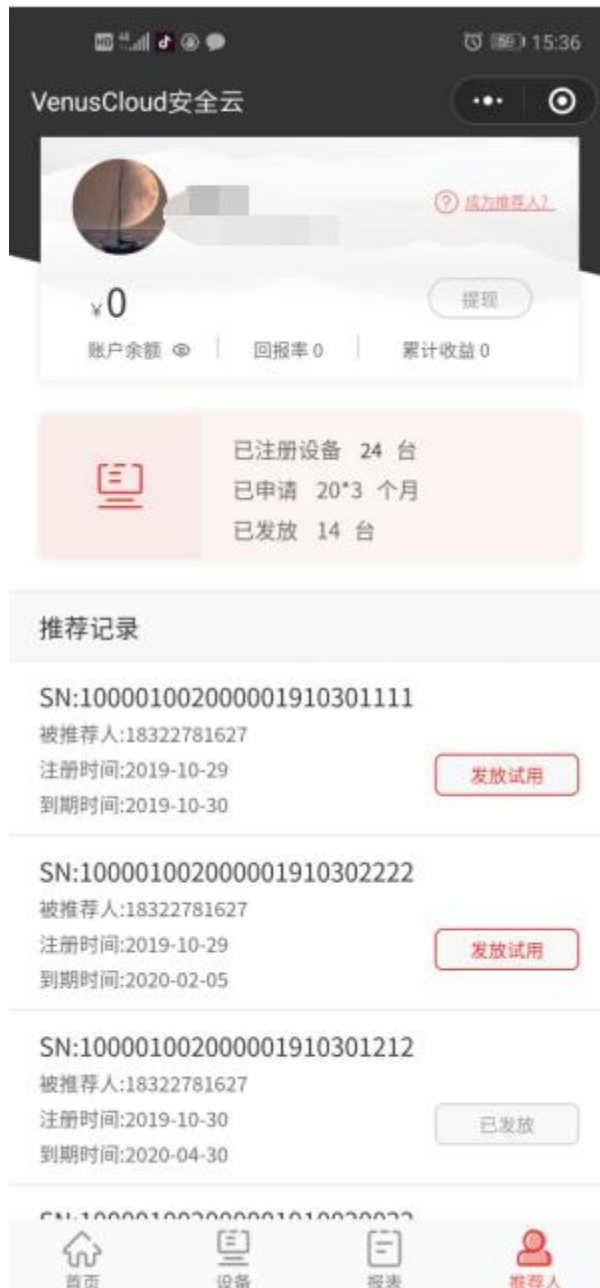 HD 4G 15:36
VenusCloud安全云
成为推荐人?
¥0
提现
账户余额
回报率 0
累计收益 0
已注册设备 24 台
已申请 20*3 个月
已发放 14 台
推荐记录
SN:100001002000001910301111
被推荐人:18322781627
注册时间:2019-10-29
发放试用
到期时间:2019-10-30
SN:100001002000001910302222
被推荐人:18322781627
注册时间:2019-10-29
发放试用
到期时间:2020-02-05
SN:100001002000001910301212
被推荐人:18322781627
注册时间:2019-10-30
已发放
到期时间:2020-04-30
首页
设备
报表
推荐人